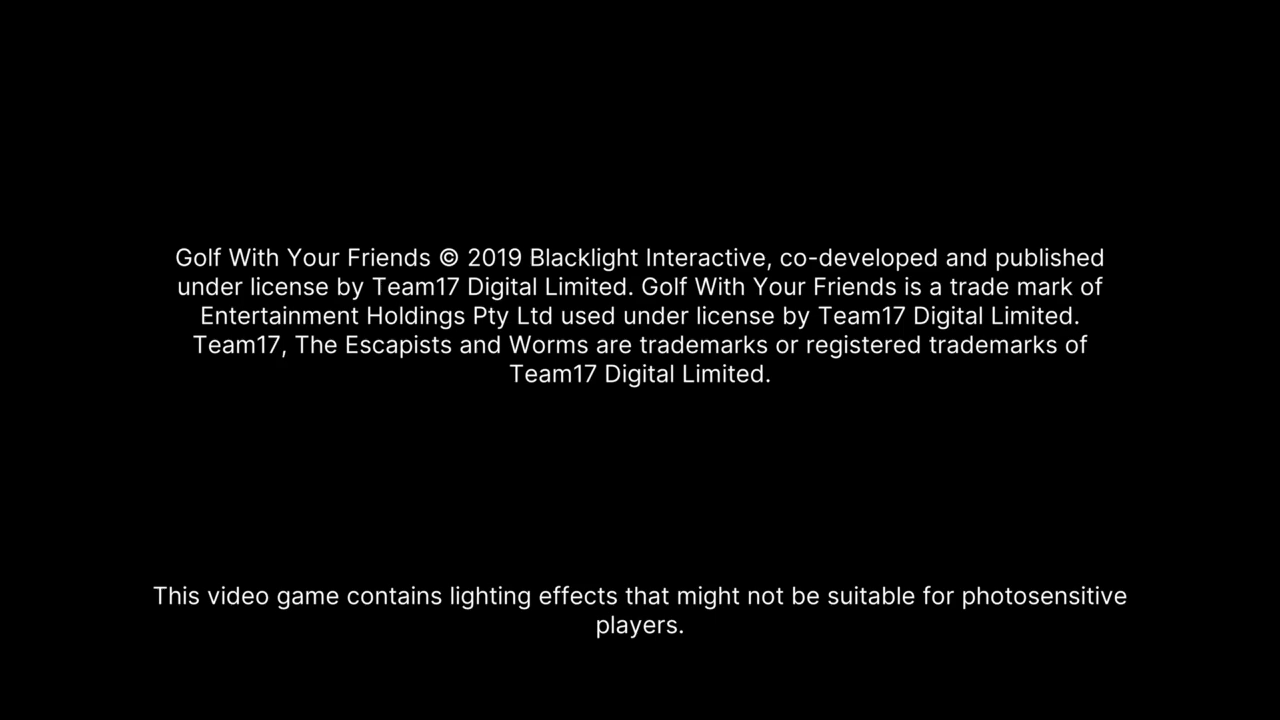 Golf With Your Friends © 2019 Blacklight Interactive, co-developed and published
under license by Team17 Digital Limited. Golf With Your Friends is a trade mark of
Entertainment Holdings Pty Ltd used under license by Team17 Digital Limited.
Team17, The Escapists and Worms are trademarks or registered trademarks of
Team17 Digital Limited.
This video game contains lighting effects that might not be suitable for photosensitive
players.